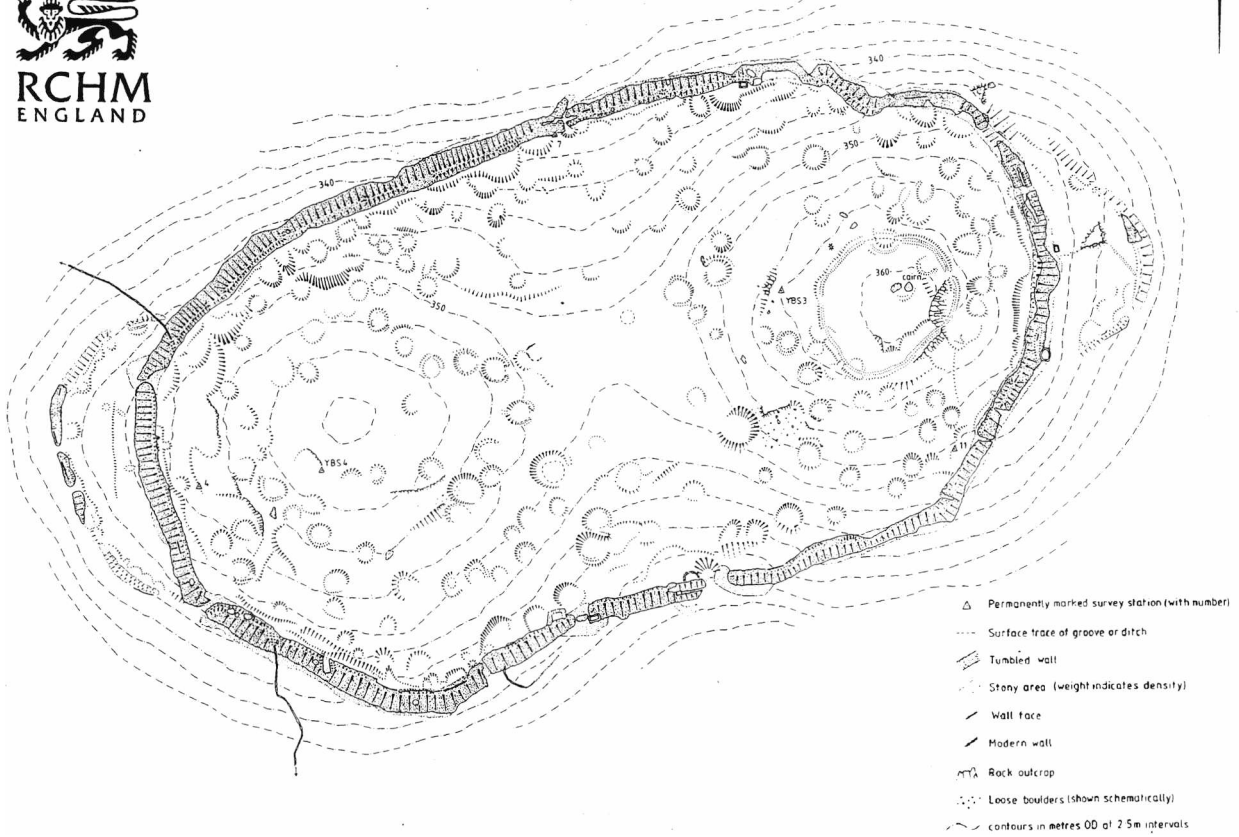 RCHM
ENGLAND
340
340
350
350
360
cairn
YBS3
YBS4
4
11
Permanently marked survey station (with number)
Surface trace of groove or ditch
Tumbled wall
Stony area (weight indicates density)
Wall face
Modern wall
Rock outcrop
Loose boulders (shown schematically)
contours in metres OD at 2·5m intervals